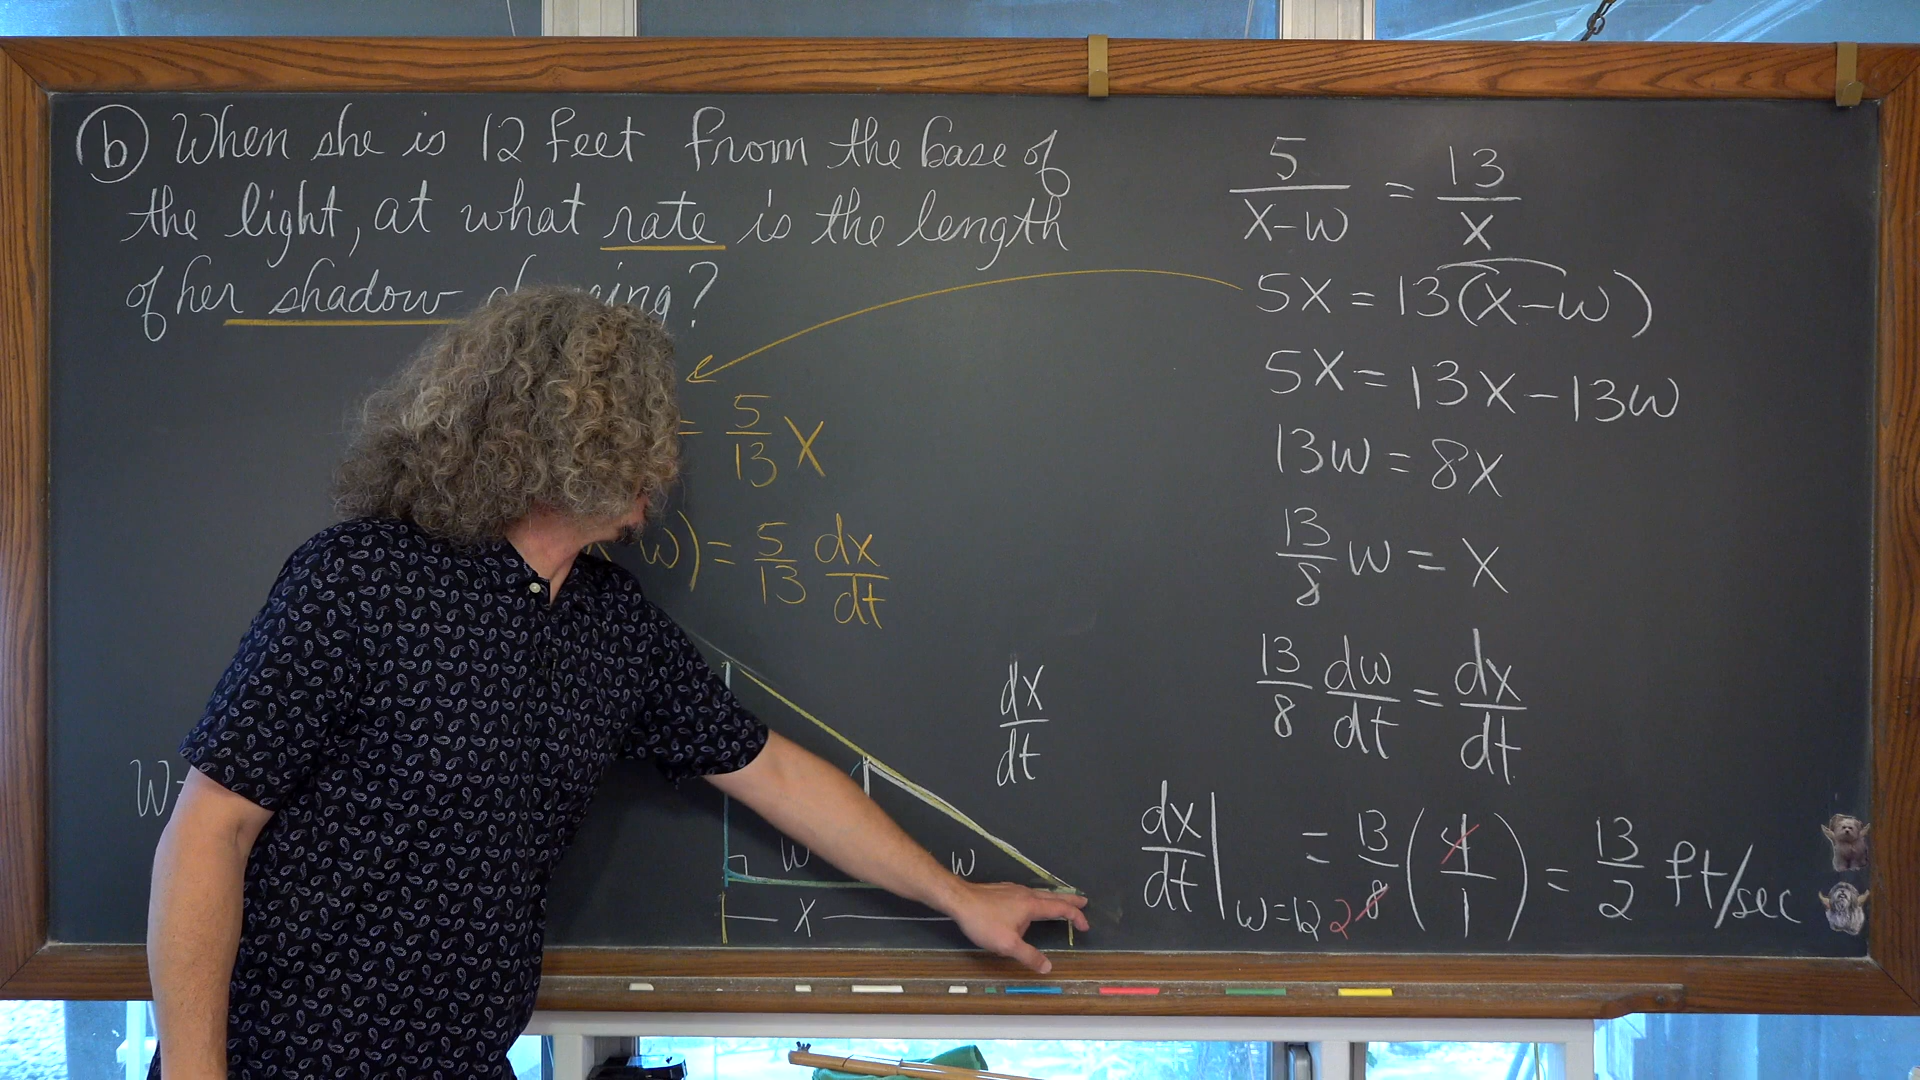 (b) When she is 12 feet from the base of
the light, at what rate is the length
of her shadow changing?
= 5/13 X
w) = 5/13 dx/dt
W
w w
X
dx/dt
5/(X-w) = 13/X
5X = 13(X-w)
5X = 13X - 13w
13w = 8X
13/8 w = X
13/8 dw/dt = dx/dt
dx/dt | w=12 = 13/8 (4/1) = 13/2 ft/sec
2